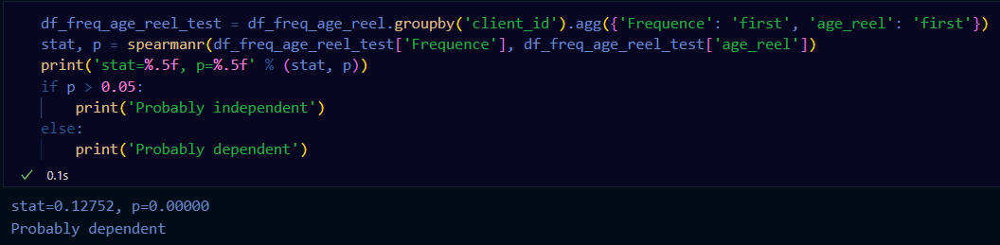 df_freq_age_reel_test = df_freq_age_reel.groupby('client_id').agg({'Frequence': 'first', 'age_reel': 'first'})
stat, p = spearmanr(df_freq_age_reel_test['Frequence'], df_freq_age_reel_test['age_reel'])
print('stat=%.5f, p=%.5f' % (stat, p))
if p > 0.05:
    print('Probably independent')
else:
    print('Probably dependent')
0.1s
stat=0.12752, p=0.00000
Probably dependent